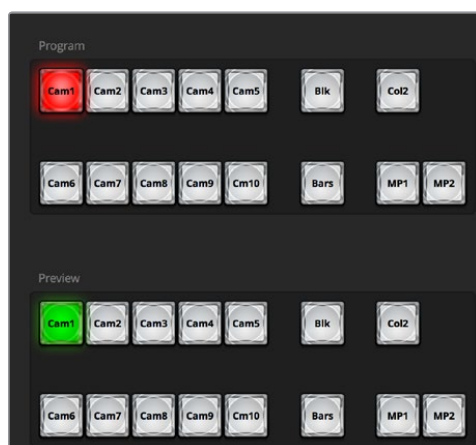 Program
Cam1 Cam2 Cam3 Cam4 Cam5 Blk Col2
Cam6 Cam7 Cam8 Cam9 Cm10 Bars MP1 MP2
Preview
Cam1 Cam2 Cam3 Cam4 Cam5 Blk Col2
Cam6 Cam7 Cam8 Cam9 Cm10 Bars MP1 MP2